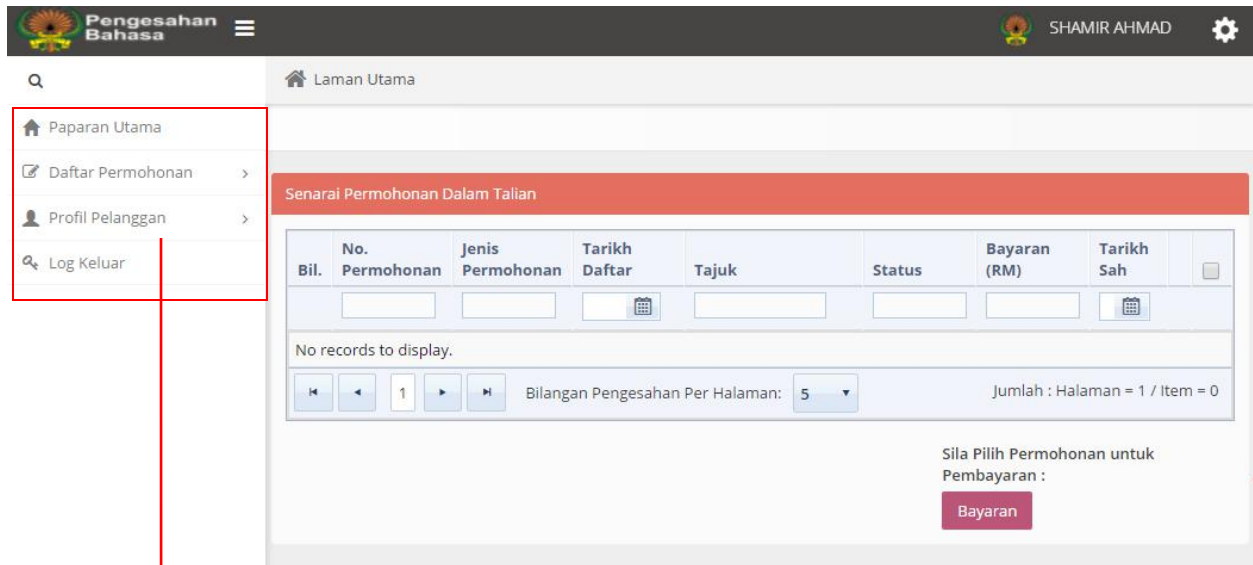 Pengesahan
Bahasa
SHAMIR AHMAD
Laman Utama
Paparan Utama
Daftar Permohonan
Profil Pelanggan
Log Keluar
Senarai Permohonan Dalam Talian
Bil. No. Permohonan Jenis Permohonan Tarikh Daftar Tajuk Status Bayaran (RM) Tarikh Sah
No records to display.
1 Bilangan Pengesahan Per Halaman: 5 Jumlah : Halaman = 1 / Item = 0
Sila Pilih Permohonan untuk
Pembayaran :
Bayaran